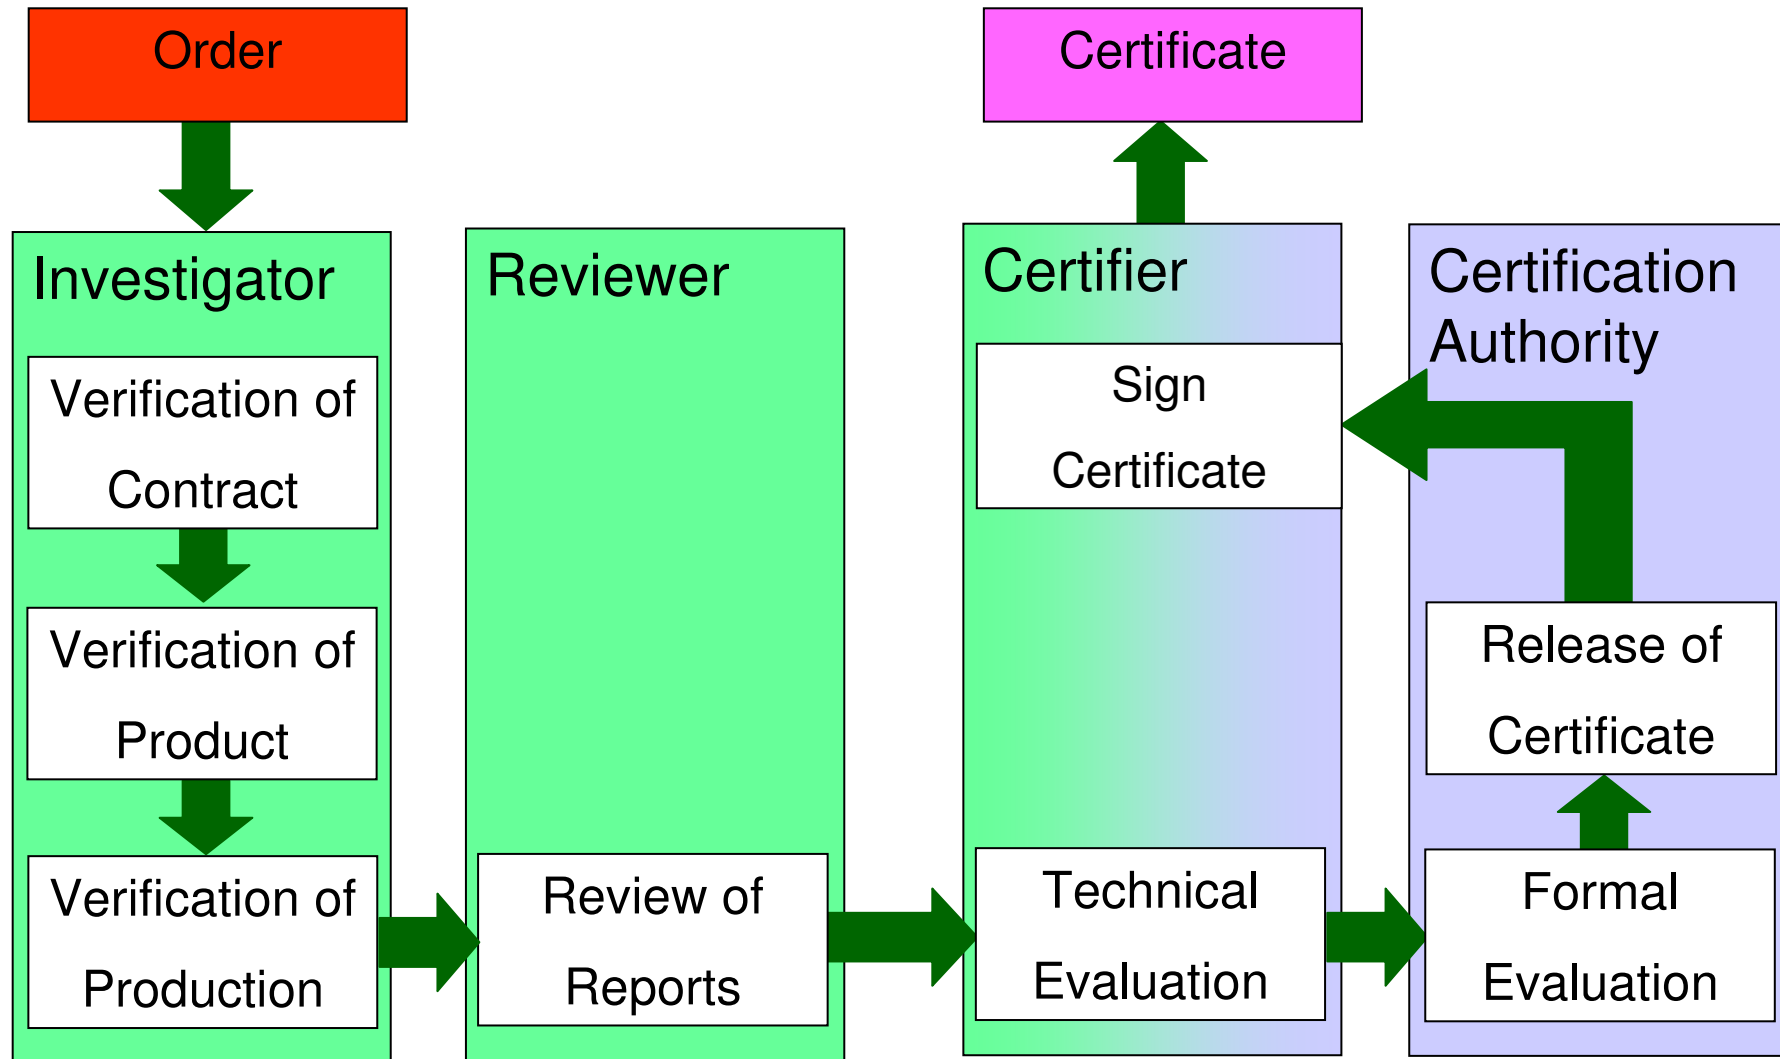 Order
Certificate
Investigator
Verification of
Contract
Verification of
Product
Verification of
Production
Reviewer
Review of
Reports
Certifier
Sign
Certificate
Technical
Evaluation
Certification
Authority
Release of
Certificate
Formal
Evaluation